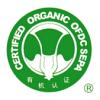 CERTIFIED ORGANIC OFDC SEPA
有机认证
®